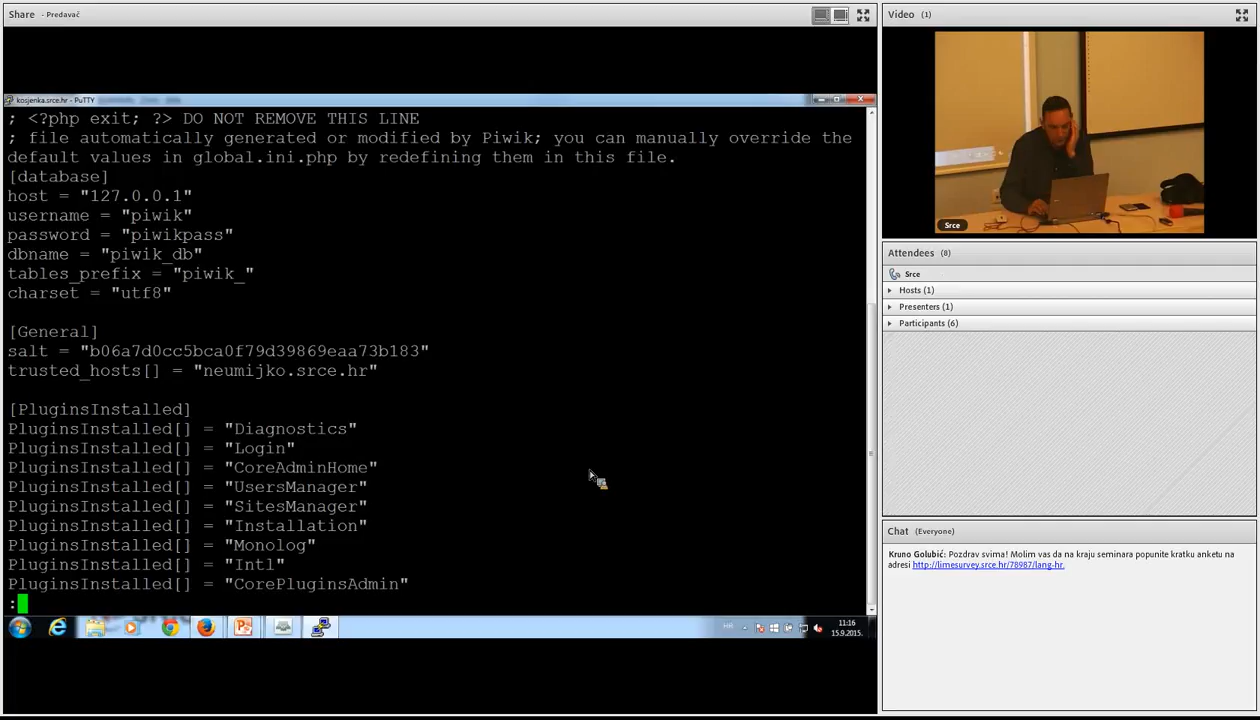 Share - Predavač
kosjenka.srce.hr - PuTTY
; <?php exit; ?> DO NOT REMOVE THIS LINE
; file automatically generated or modified by Piwik; you can manually override the
default values in global.ini.php by redefining them in this file.
[database]
host = "127.0.0.1"
username = "piwik"
password = "piwikpass"
dbname = "piwik_db"
tables_prefix = "piwik_"
charset = "utf8"
[General]
salt = "b06a7d0cc5bca0f79d39869eaa73b183"
trusted_hosts[] = "neumijko.srce.hr"
[PluginsInstalled]
PluginsInstalled[] = "Diagnostics"
PluginsInstalled[] = "Login"
PluginsInstalled[] = "CoreAdminHome"
PluginsInstalled[] = "UsersManager"
PluginsInstalled[] = "SitesManager"
PluginsInstalled[] = "Installation"
PluginsInstalled[] = "Monolog"
PluginsInstalled[] = "Intl"
PluginsInstalled[] = "CorePluginsAdmin"
:
HR
11:16
15.9.2015.
Video (1)
Srce
Attendees (8)
Srce
Hosts (1)
Presenters (1)
Participants (6)
Chat (Everyone)
Kruno Golubić: Pozdrav svima! Molim vas da na kraju seminara popunite kratku anketu na
adresi http://limesurvey.srce.hr/78987/lang-hr.